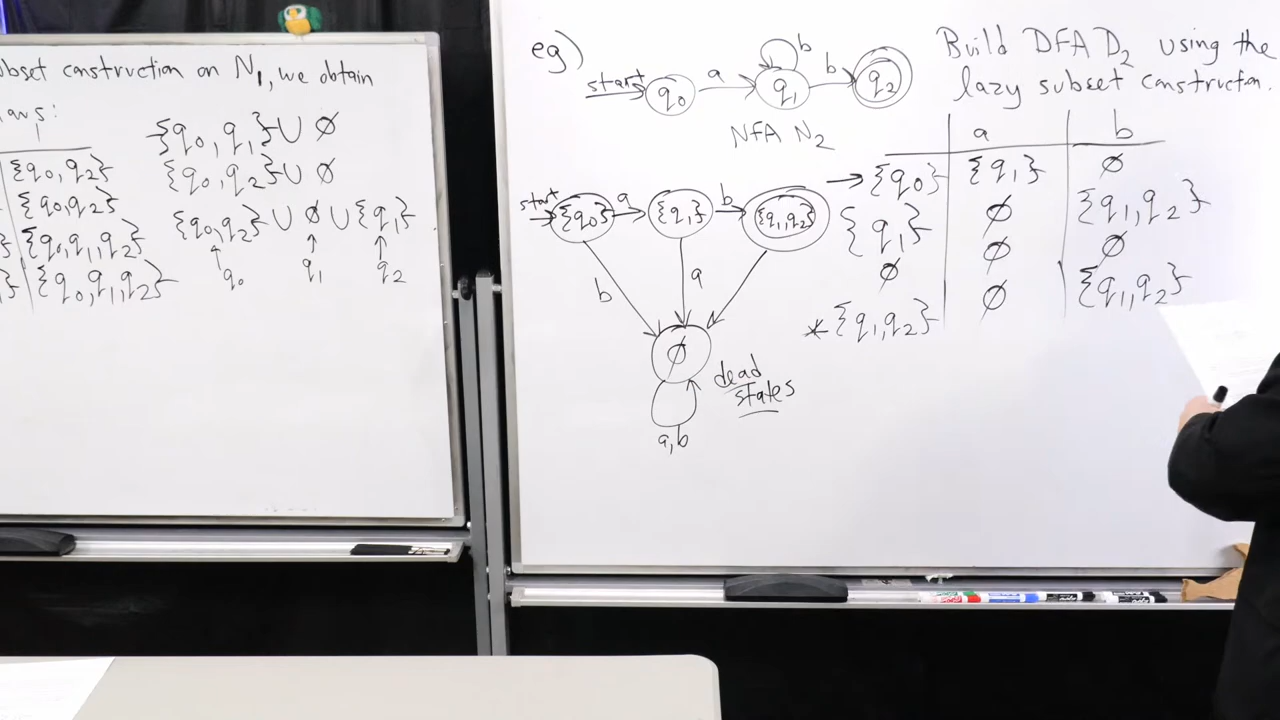 ubset construction on N₁, we obtain
{q₀,q₁} ∪ ∅
{q₀,q₂}
{q₀,q₂} ∪ ∅
{q₀,q₂}
{q₀,q₂} ∪ ∅ ∪ {q₁}
{q₀,q₁,q₂}
{q₀,q₁,q₂}
↑ ↑ ↑
q₀ q₁ q₂
eg)
start q₀ a q₁ b b q₂
NFA N₂
Build DFA D₂ using the
lazy subset construction.
a b
→ {q₀} {q₁} ∅
{q₁} ∅ {q₁,q₂}
∅ ∅ ∅
* {q₁,q₂} ∅ {q₁,q₂}
start {q₀} a {q₁} b {q₁,q₂}
b a
∅
dead
states
a,b